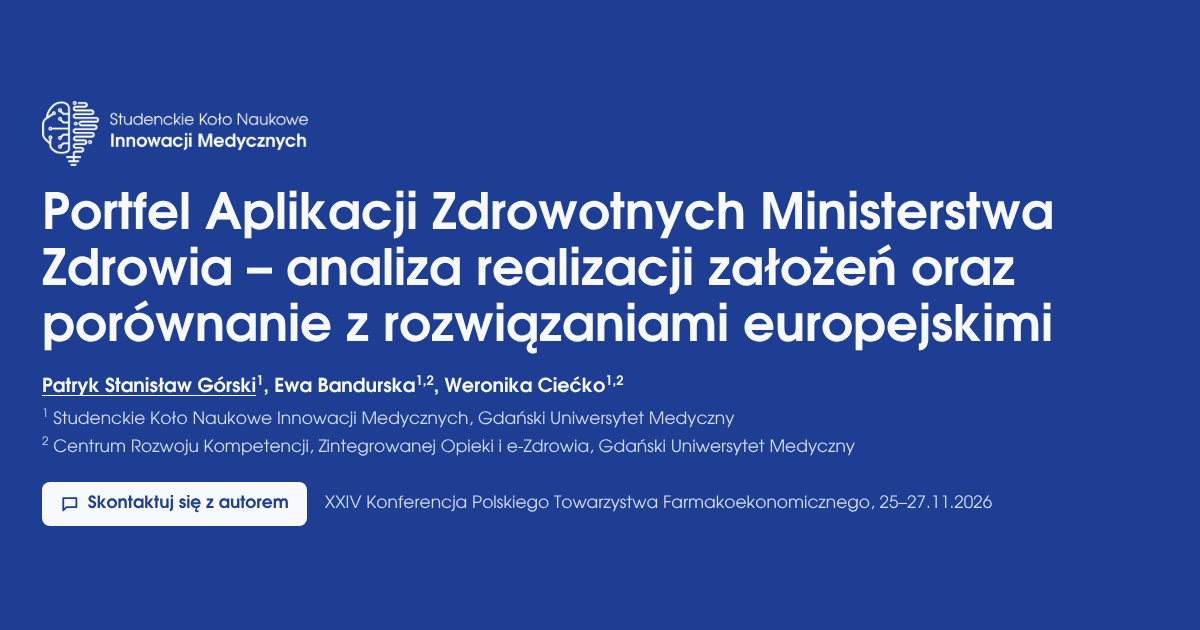 Studenckie Koło Naukowe
Innowacji Medycznych
Portfel Aplikacji Zdrowotnych Ministerstwa
Zdrowia – analiza realizacji założeń oraz
porównanie z rozwiązaniami europejskimi
Patryk Stanisław Górski¹, Ewa Bandurska¹,², Weronika Ciećko¹,²
¹ Studenckie Koło Naukowe Innowacji Medycznych, Gdański Uniwersytet Medyczny
² Centrum Rozwoju Kompetencji, Zintegrowanej Opieki i e-Zdrowia, Gdański Uniwersytet Medyczny
Skontaktuj się z autorem
XXIV Konferencja Polskiego Towarzystwa Farmakoekonomicznego, 25–27.11.2026